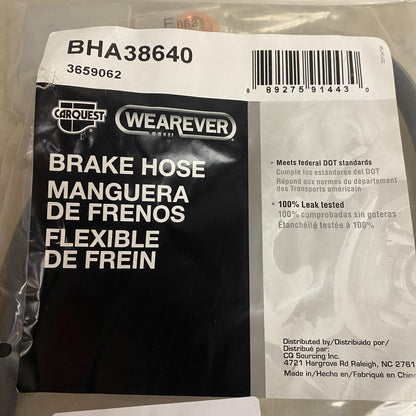 E 863
BHA38640
3659062
8 89275 91443 0
CARQUEST
WEAREVER
BRAKE HOSE
MANGUERA
DE FRENOS
FLEXIBLE
DE FREIN
• Meets federal DOT standards
Cumple los estándares del DOT
Répond aux normes du département
des Transports américain
• 100% Leak tested
100% comprobadas sin goteras
Étanchéité testée à 100%
Distributed by/Distribuido por/
Distribué par:
CQ Sourcing Inc.
4721 Hargrove Rd Raleigh, NC 2761
Made in/Hecho en/Fabriqué en Chin